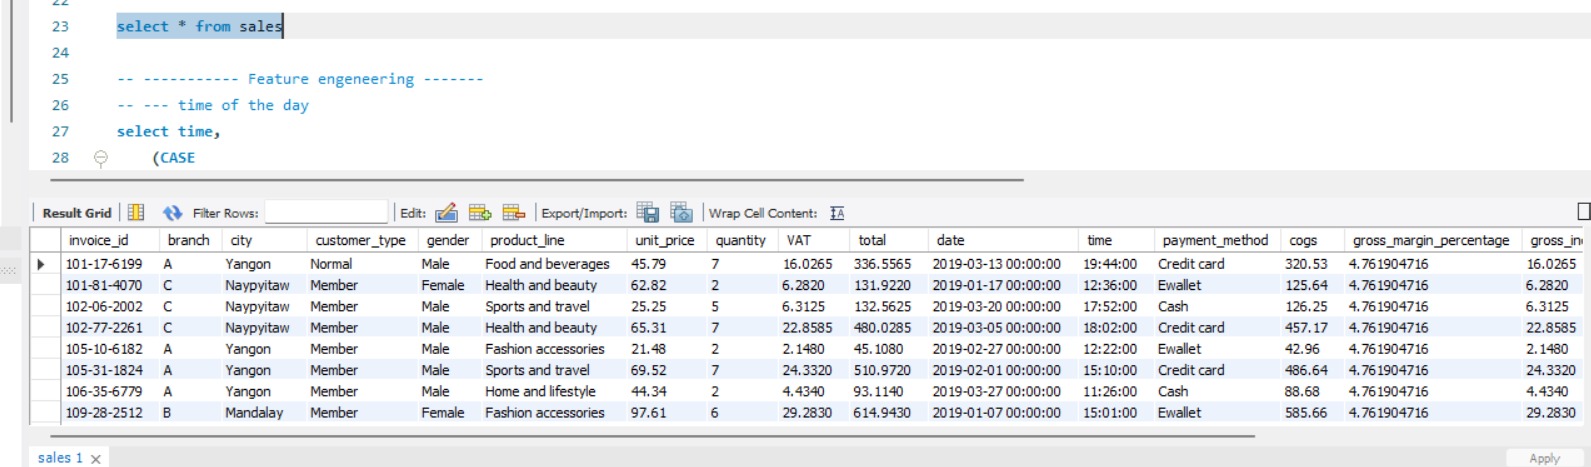 22
23 select * from sales
24
25 -- ----------- Feature engeneering -------
26 -- --- time of the day
27 select time,
28 (CASE
Result Grid Filter Rows: Edit: Export/Import: Wrap Cell Content:
invoice_id branch city customer_type gender product_line unit_price quantity VAT total date time payment_method cogs gross_margin_percentage gross_in
101-17-6199 A Yangon Normal Male Food and beverages 45.79 7 16.0265 336.5565 2019-03-13 00:00:00 19:44:00 Credit card 320.53 4.761904716 16.0265
101-81-4070 C Naypyitaw Member Female Health and beauty 62.82 2 6.2820 131.9220 2019-01-17 00:00:00 12:36:00 Ewallet 125.64 4.761904716 6.2820
102-06-2002 C Naypyitaw Member Male Sports and travel 25.25 5 6.3125 132.5625 2019-03-20 00:00:00 17:52:00 Cash 126.25 4.761904716 6.3125
102-77-2261 C Naypyitaw Member Male Health and beauty 65.31 7 22.8585 480.0285 2019-03-05 00:00:00 18:02:00 Credit card 457.17 4.761904716 22.8585
105-10-6182 A Yangon Member Male Fashion accessories 21.48 2 2.1480 45.1080 2019-02-27 00:00:00 12:22:00 Ewallet 42.96 4.761904716 2.1480
105-31-1824 A Yangon Member Male Sports and travel 69.52 7 24.3320 510.9720 2019-02-01 00:00:00 15:10:00 Credit card 486.64 4.761904716 24.3320
106-35-6779 A Yangon Member Male Home and lifestyle 44.34 2 4.4340 93.1140 2019-03-27 00:00:00 11:26:00 Cash 88.68 4.761904716 4.4340
109-28-2512 B Mandalay Member Female Fashion accessories 97.61 6 29.2830 614.9430 2019-01-07 00:00:00 15:01:00 Ewallet 585.66 4.761904716 29.2830
sales 1 Apply